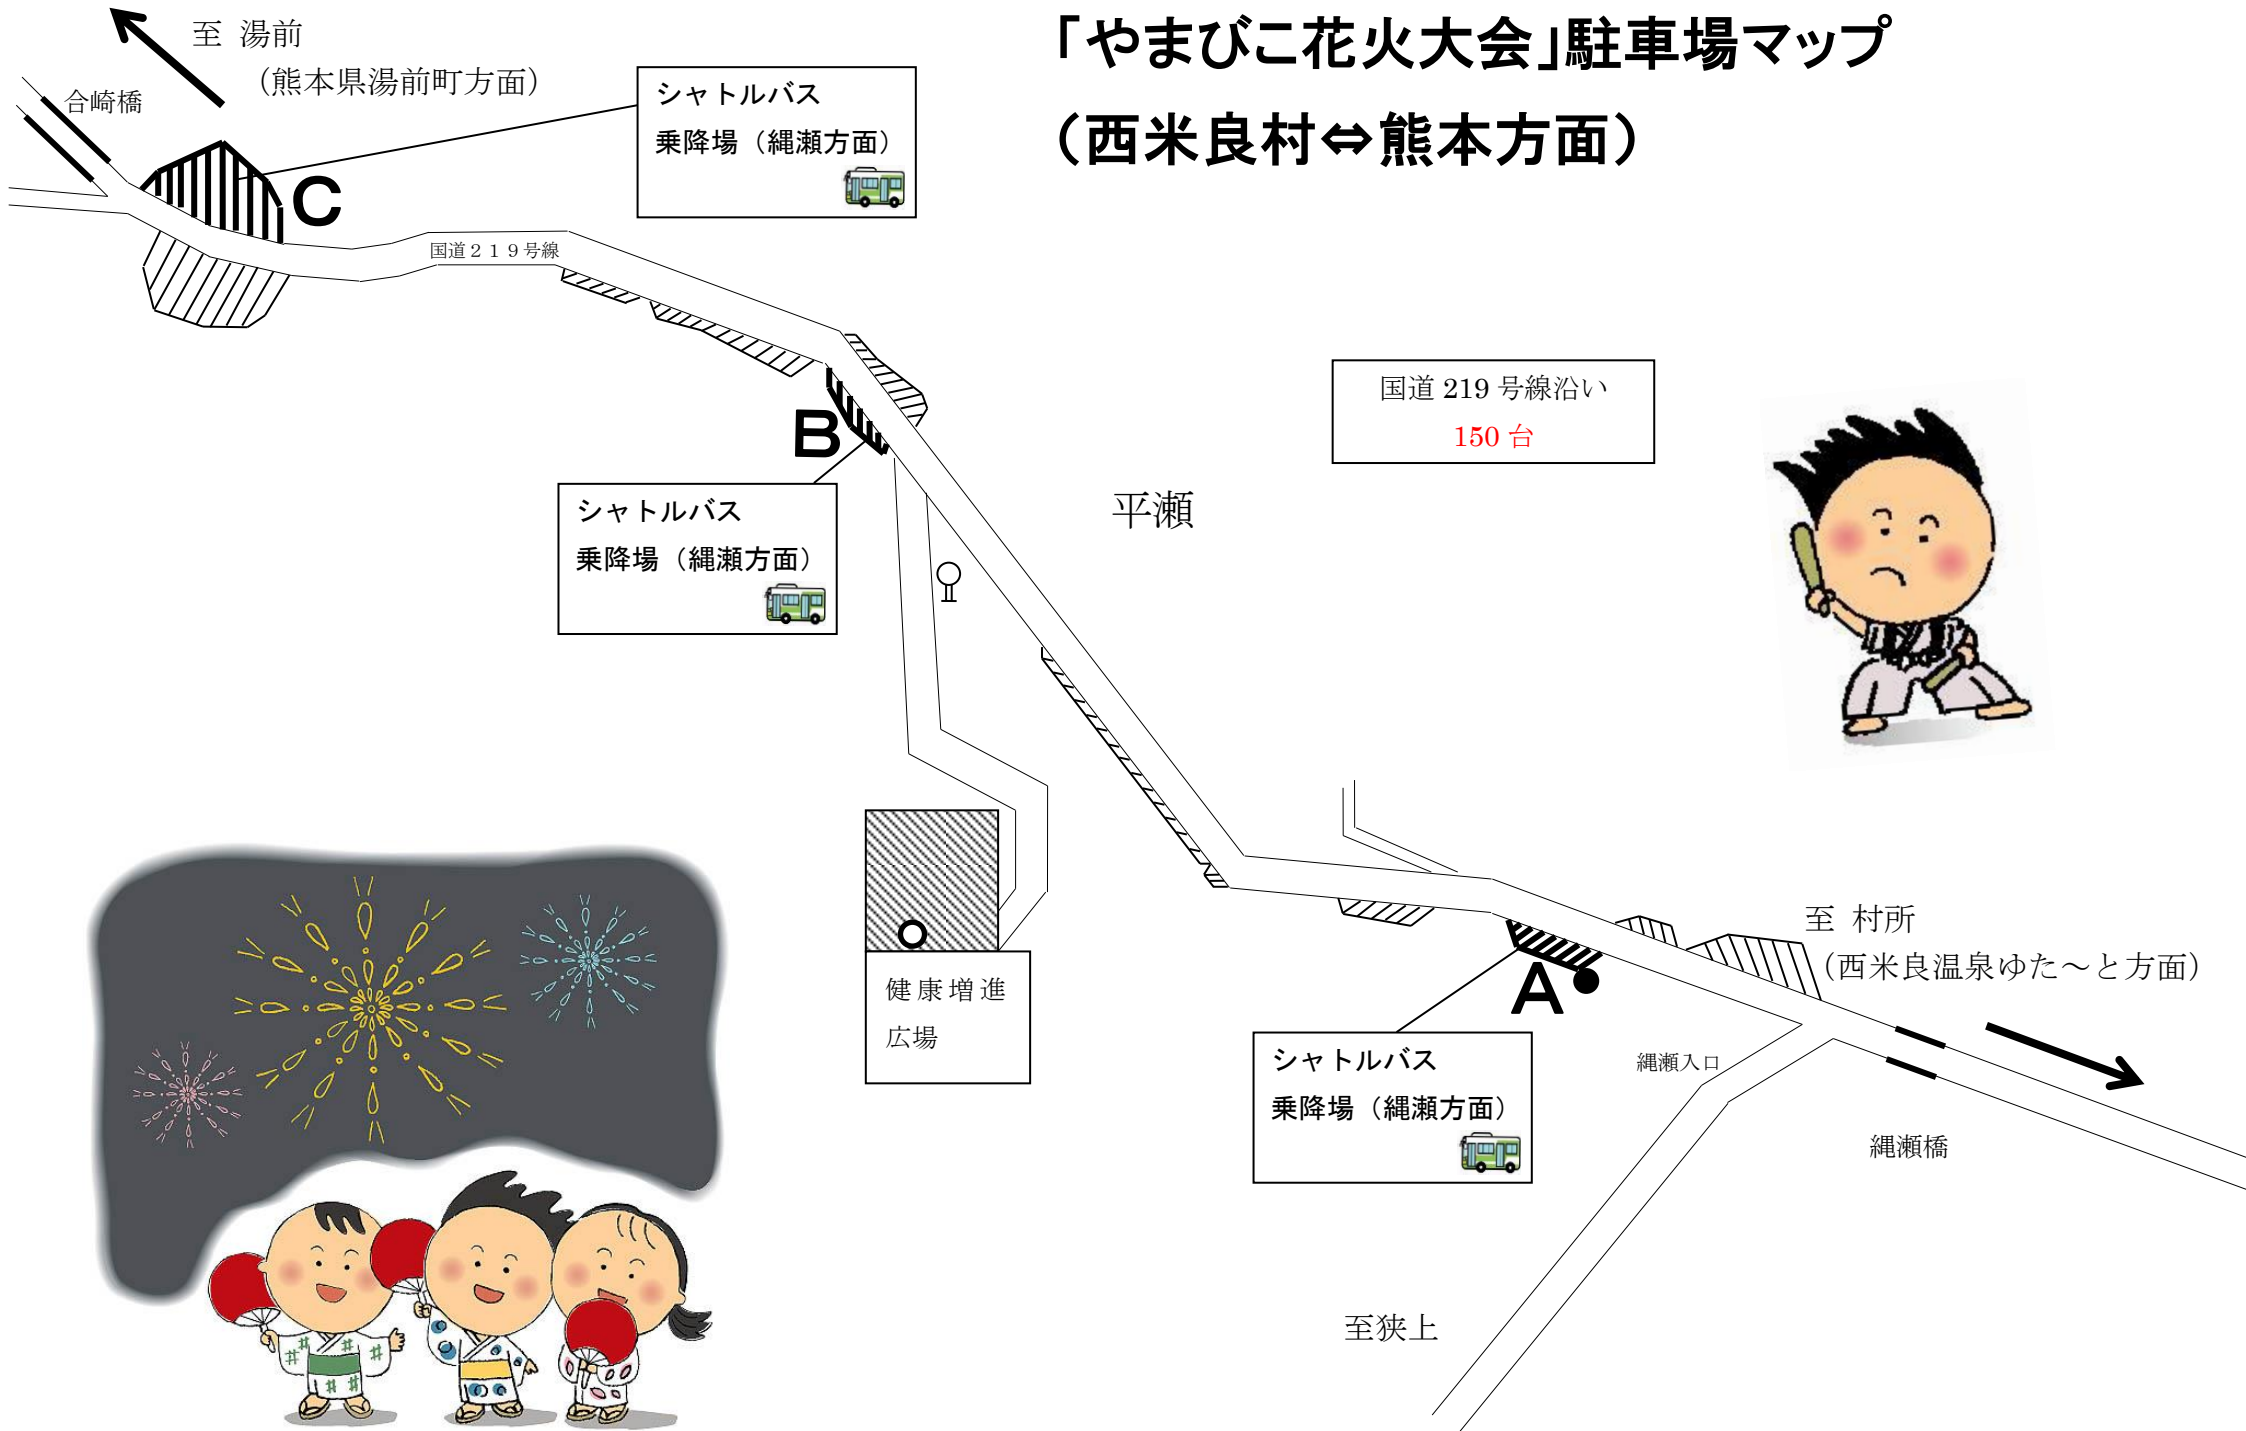 「やまびこ花火大会」駐車場マップ
（西米良村⇔熊本方面）
至 湯前
（熊本県湯前町方面）
合崎橋
シャトルバス
乗降場（縄瀬方面）
C
国道２１９号線
B
シャトルバス
乗降場（縄瀬方面）
国道 219 号線沿い
150 台
平瀬
健康増進
広場
至 村所
（西米良温泉ゆた～と方面）
A
シャトルバス
乗降場（縄瀬方面）
縄瀬入口
縄瀬橋
至狭上